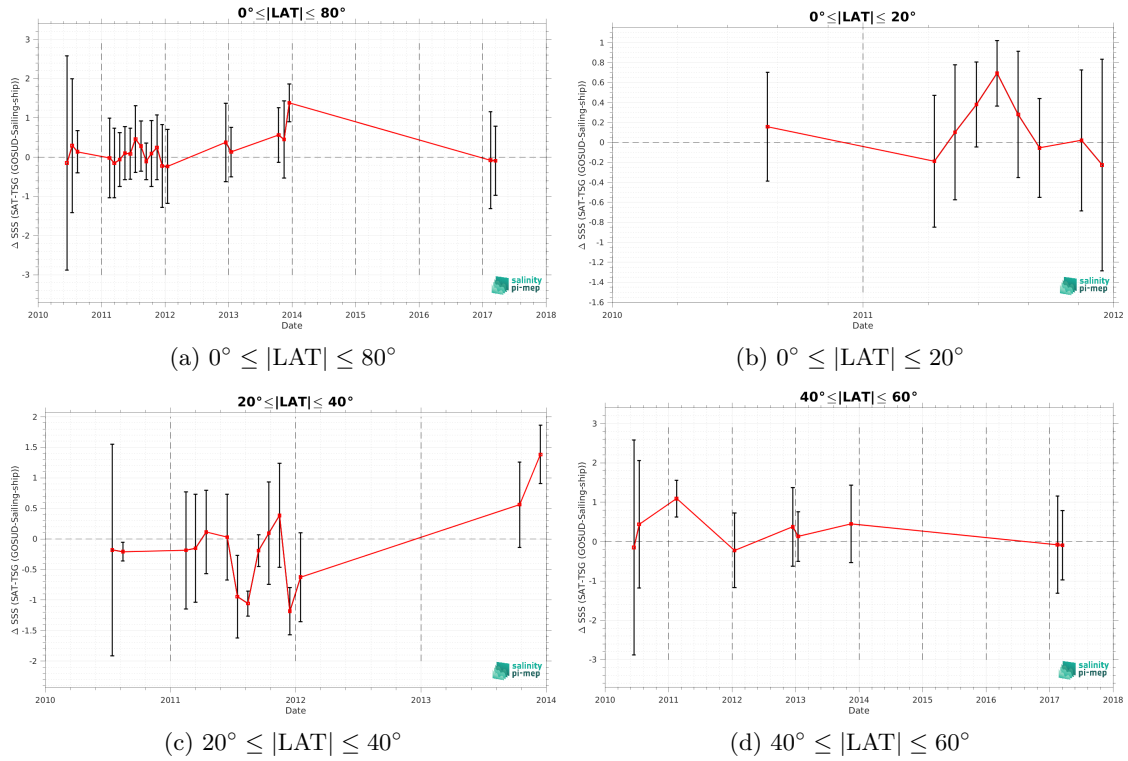 0°≤|LAT|≤ 80°
Δ SSS (SAT-TSG (GOSUD-Sailing-ship))
3
2
1
0
-1
-2
-3
2010 2011 2012 2013 2014 2015 2016 2017 2018
Date
salinity
pi-mep
(a) 0° ≤ |LAT| ≤ 80°
0°≤|LAT|≤ 20°
Δ SSS (SAT-TSG (GOSUD-Sailing-ship))
1
0.8
0.6
0.4
0.2
0
-0.2
-0.4
-0.6
-0.8
-1
-1.2
-1.4
-1.6
2010 2011 2012
Date
salinity
pi-mep
(b) 0° ≤ |LAT| ≤ 20°
20°≤|LAT|≤ 40°
Δ SSS (SAT-TSG (GOSUD-Sailing-ship))
2
1.5
1
0.5
0
-0.5
-1
-1.5
-2
2010 2011 2012 2013 2014
Date
salinity
pi-mep
(c) 20° ≤ |LAT| ≤ 40°
40°≤|LAT|≤ 60°
Δ SSS (SAT-TSG (GOSUD-Sailing-ship))
3
2
1
0
-1
-2
-3
2010 2011 2012 2013 2014 2015 2016 2017 2018
Date
salinity
pi-mep
(d) 40° ≤ |LAT| ≤ 60°